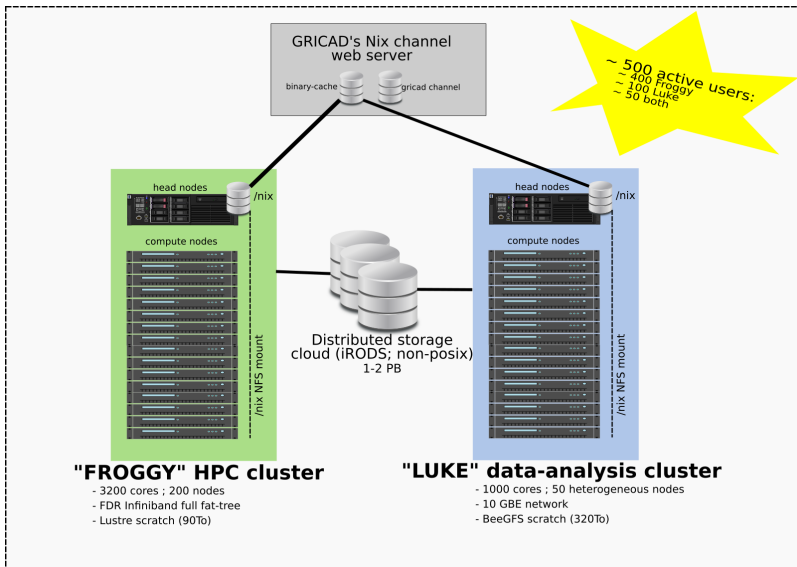 GRICAD's Nix channel
web server
binary-cache
gricad channel
~ 500 active users:
~ 400 Froggy
~ 100 Luke
~ 50 both
head nodes
/nix
compute nodes
/nix NFS mount
head nodes
/nix
compute nodes
/nix NFS mount
Distributed storage
cloud (iRODS; non-posix)
1-2 PB
"FROGGY" HPC cluster
- 3200 cores ; 200 nodes
- FDR Infiniband full fat-tree
- Lustre scratch (90To)
"LUKE" data-analysis cluster
- 1000 cores ; 50 heterogeneous nodes
- 10 GBE network
- BeeGFS scratch (320To)